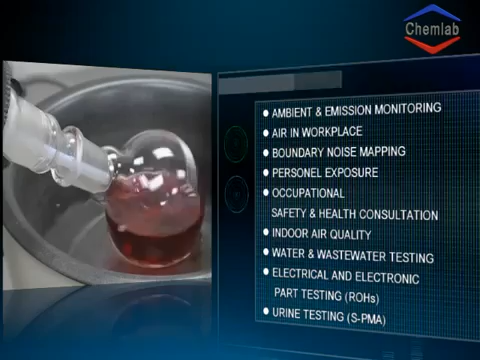 Chemlab
● AMBIENT & EMISSION MONITORING
● AIR IN WORKPLACE
● BOUNDARY NOISE MAPPING
● PERSONEL EXPOSURE
● OCCUPATIONAL
SAFETY & HEALTH CONSULTATION
● INDOOR AIR QUALITY
● WATER & WASTEWATER TESTING
● ELECTRICAL AND ELECTRONIC
PART TESTING (ROHs)
● URINE TESTING (S-PMA)